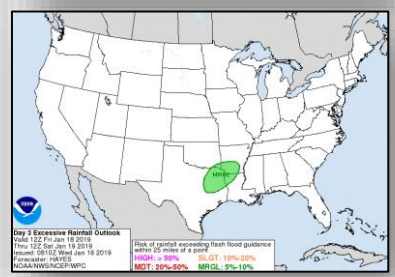 MRGL
Day 3 Excessive Rainfall Outlook
Valid 12Z Fri Jan 18 2019
Thru 12Z Sat Jan 19 2019
Issued: 0810Z Wed Jan 16 2019
Forecaster: HAYES
NOAA/NWS/NCEP/WPC
Risk of rainfall exceeding flash flood guidance
within 25 miles of a point
HIGH: > 50% SLGT: 10%-20%
MDT: 20%-50% MRGL: 5%-10%